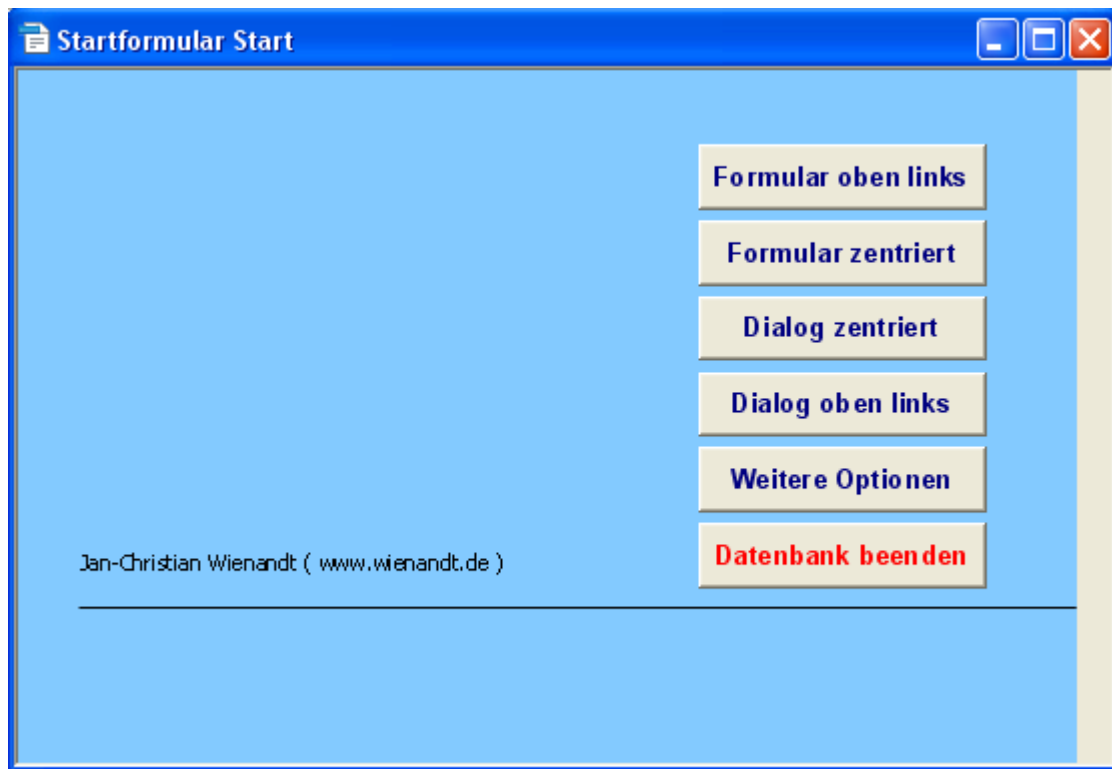 Startformular Start
Formular oben links
Formular zentriert
Dialog zentriert
Dialog oben links
Weitere Optionen
Datenbank beenden
Jan-Christian Wienandt ( www.wienandt.de )